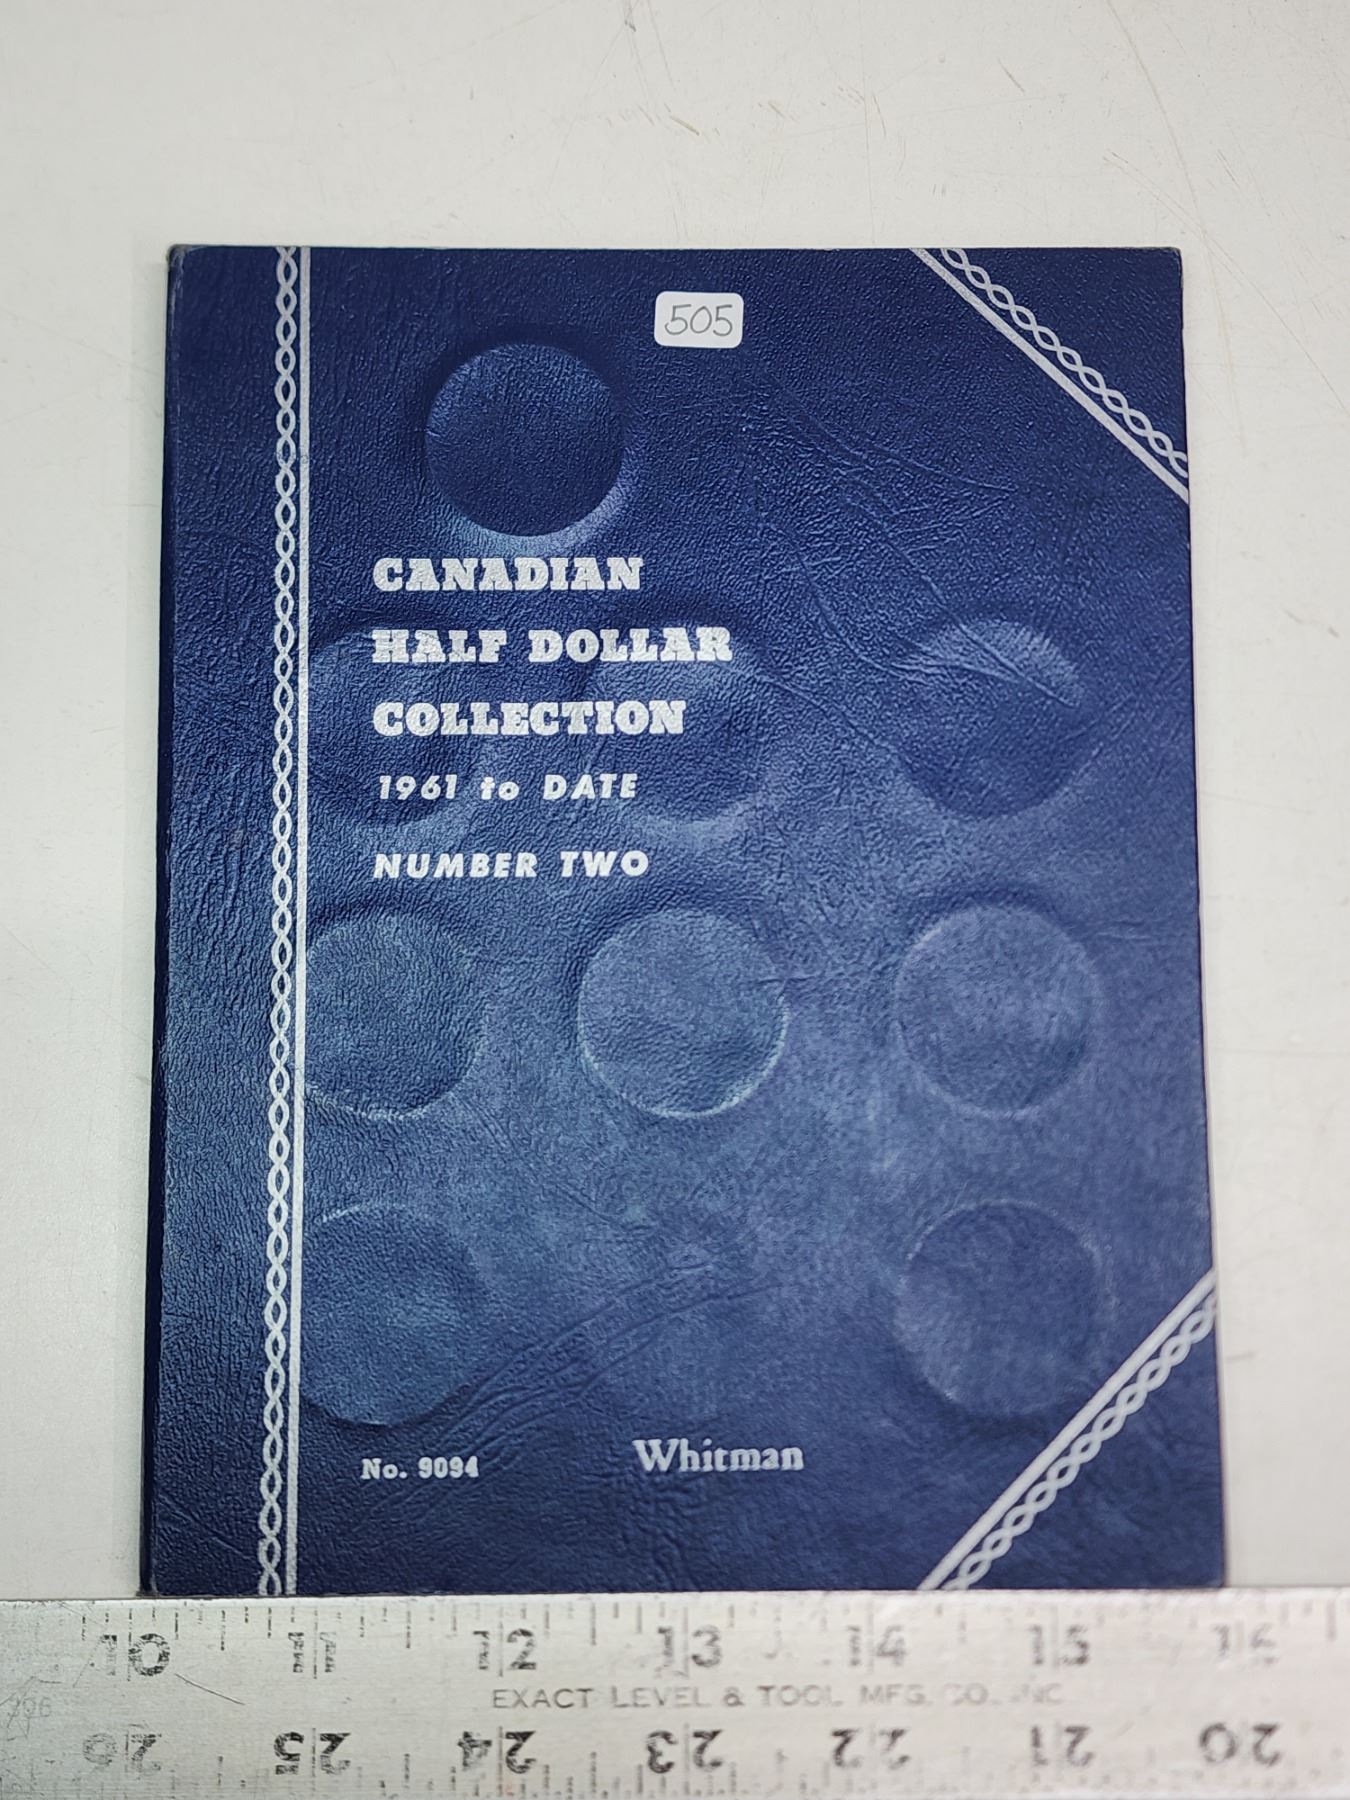 505
CANADIAN
HALF DOLLAR
COLLECTION
1961 to DATE
NUMBER TWO
No. 9094
Whitman
10 11 12 13 14 15 16
EXACT LEVEL & TOOL MFG. CO. INC
26 25 24 23 22 21 20